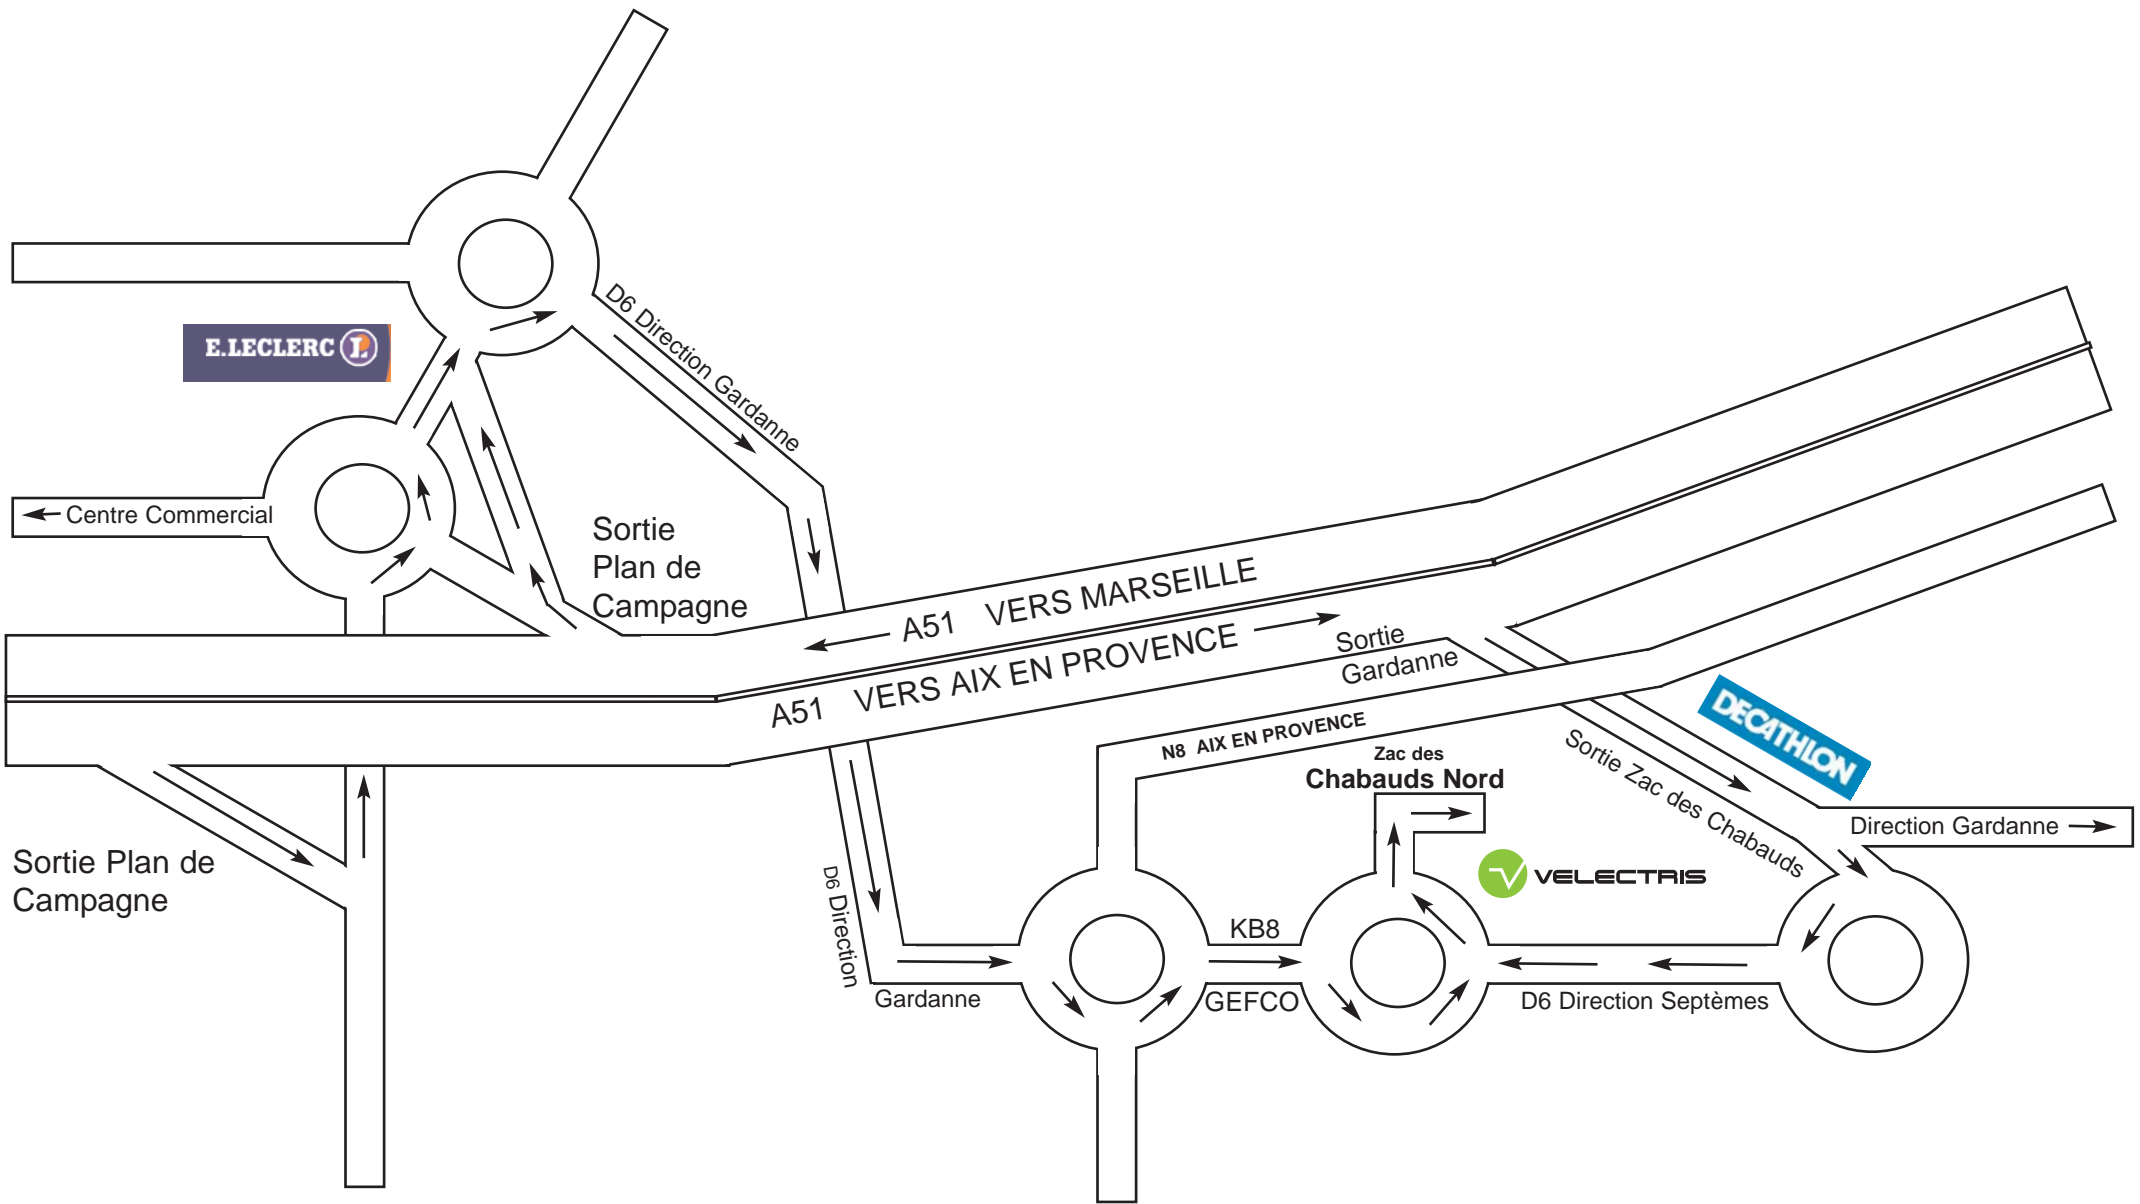 D6 Direction Gardanne
E.LECLERC L
Centre Commercial
Sortie
Plan de
Campagne
A51 VERS MARSEILLE
A51 VERS AIX EN PROVENCE
Sortie
Gardanne
N8 AIX EN PROVENCE
DECATHLON
Zac des
Chabauds Nord
Sortie Zac des Chabauds
Direction Gardanne
Sortie Plan de
Campagne
D6 Direction
Gardanne
VELECTRIS
KB8
GEFCO
D6 Direction Septèmes